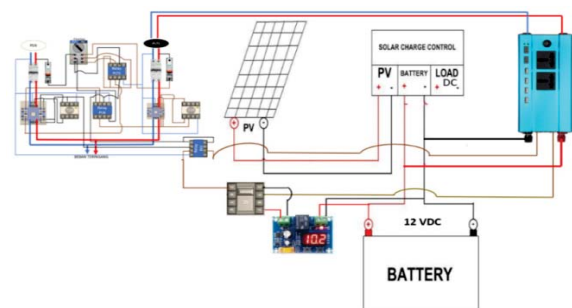 SOLAR CHARGE CONTROL
PV
BATTERY
LOAD
DC
+ - + - + -
PV
10.2
12 VDC
BATTERY